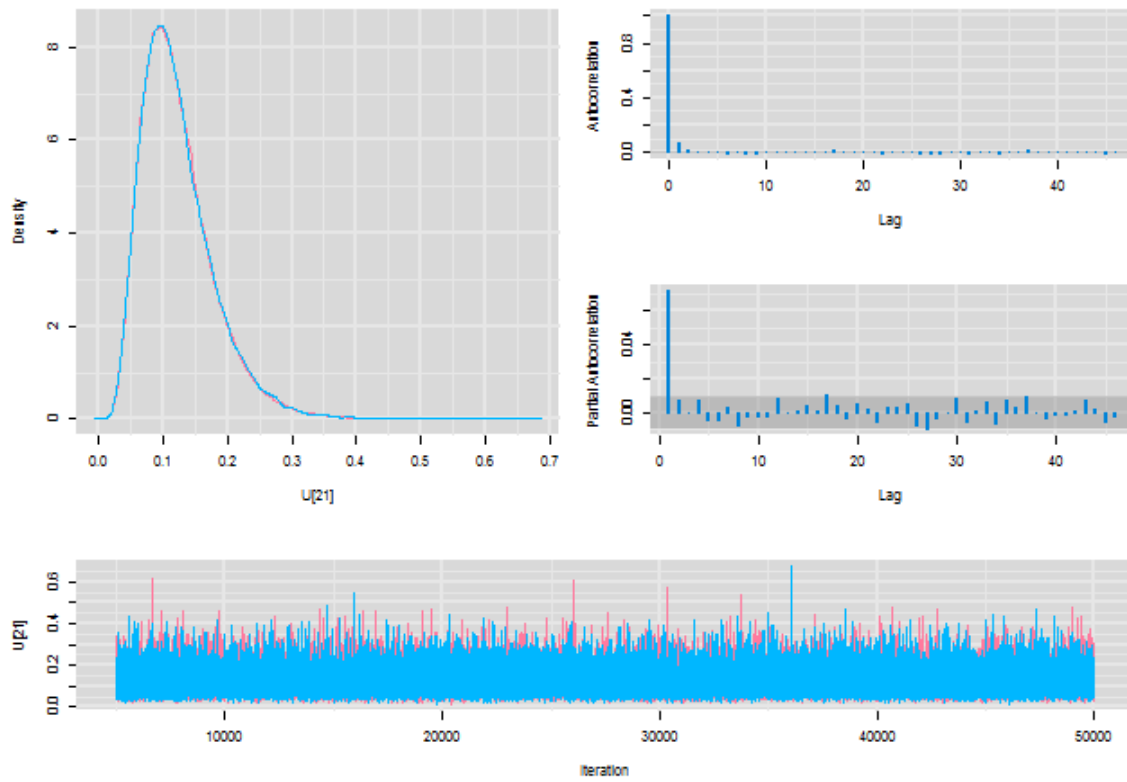 Density
0 2 4 6 8
0.0 0.1 0.2 0.3 0.4 0.5 0.6 0.7
U[21]
Autocorrelation
0.0 0.4 0.8
0 10 20 30 40
Lag
Partial Autocorrelation
0.00 0.04
0 10 20 30 40
Lag
U[21]
0.0 0.2 0.4 0.6
10000 20000 30000 40000 50000
Iteration